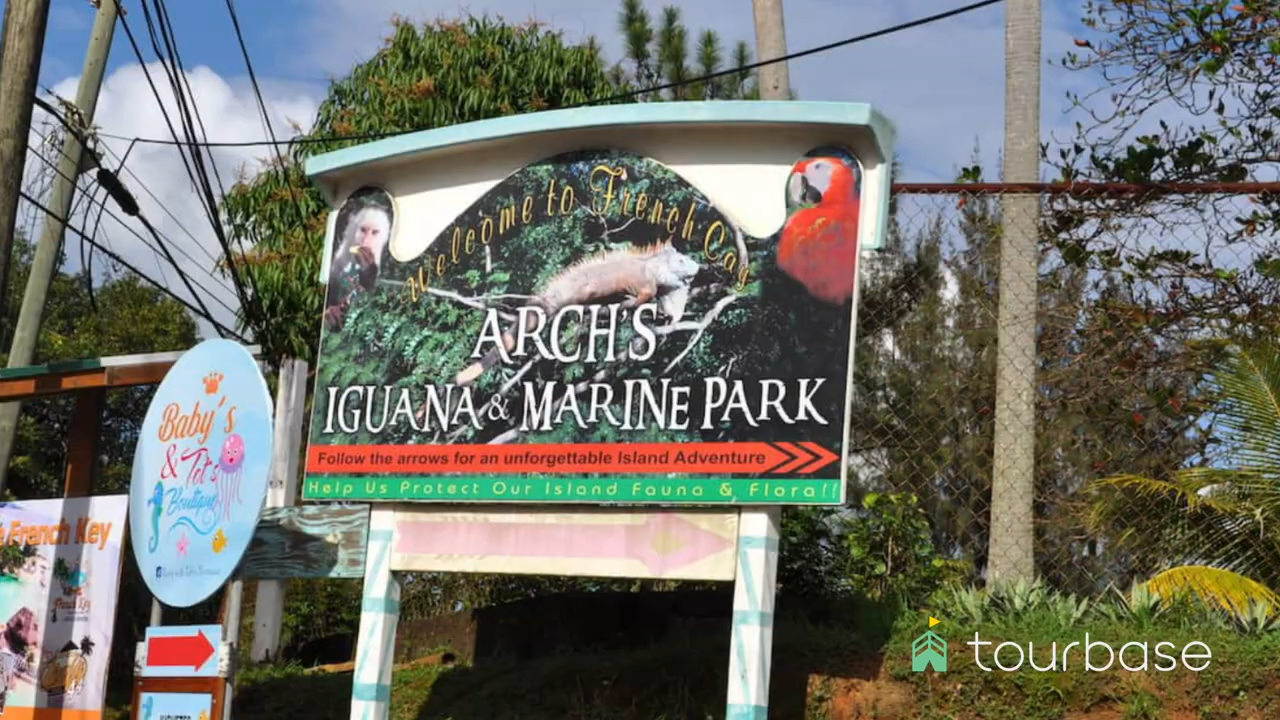 Welcome to French Cay
ARCH'S
IGUANA & MARINE PARK
Follow the arrows for an unforgettable Island Adventure
Help Us Protect Our Island Fauna & Flora!!
Baby's
& Tot's
Boutique
French Key
tourbase